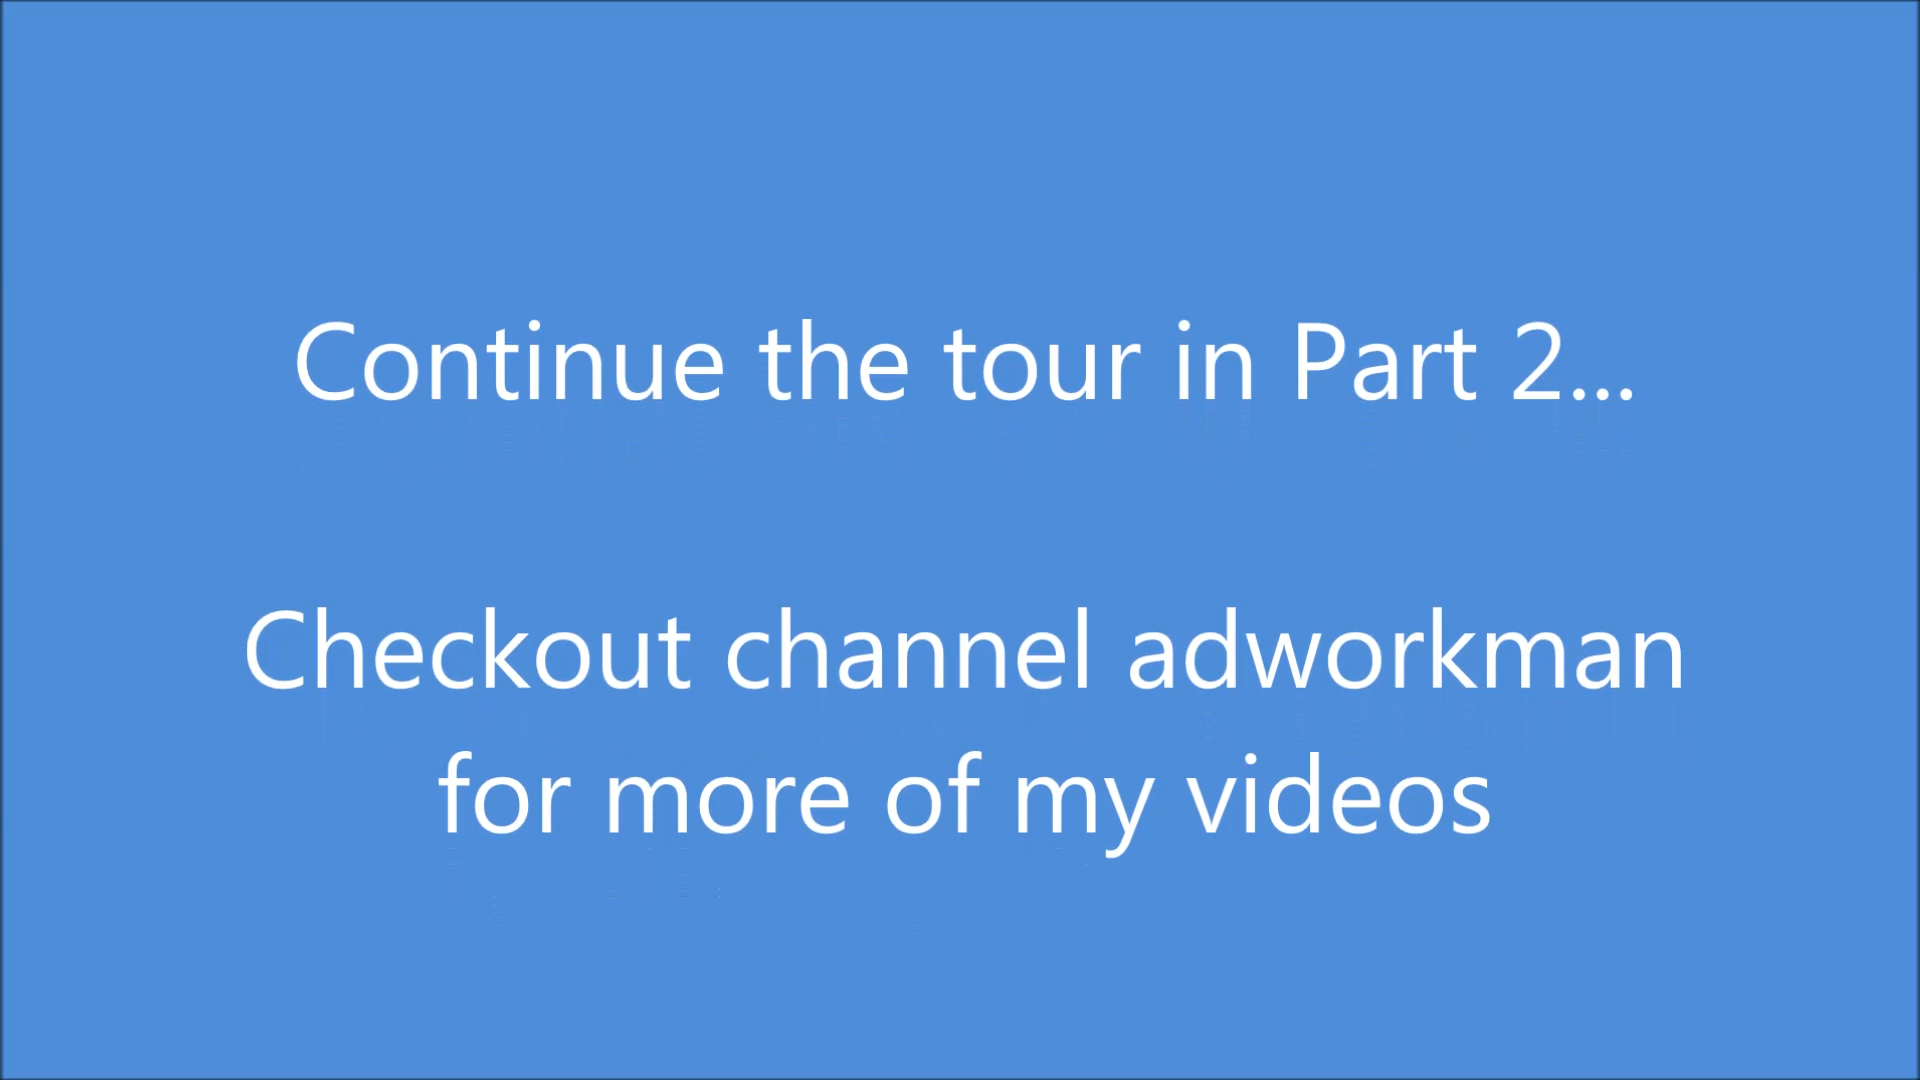 Continue the tour in Part 2...
Checkout channel adworkman
for more of my videos